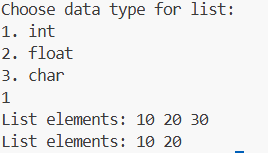 Choose data type for list:
1. int
2. float
3. char
1
List elements: 10 20 30
List elements: 10 20